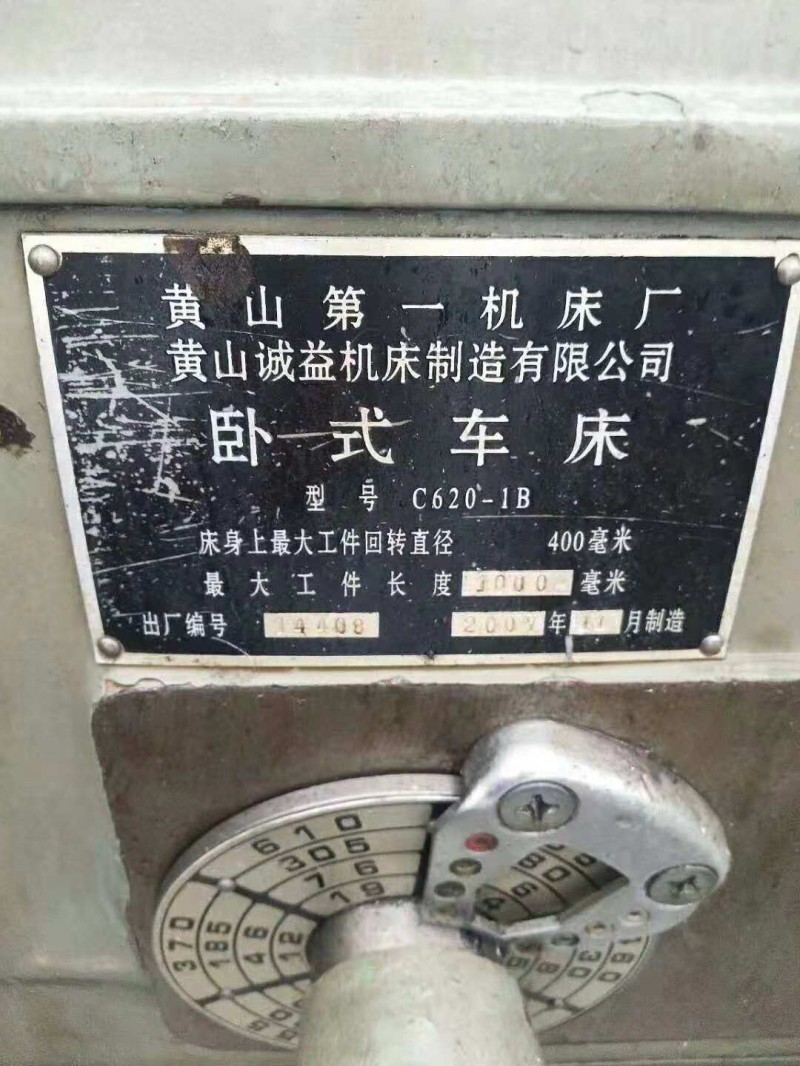 黄山第一机床厂
黄山诚益机床制造有限公司
卧式车床
型号 C620-1B
床身上最大工件回转直径 400毫米
最大工件长度 1000 毫米
出厂编号 14408 年 月制造
610
305
76
19
370
185
46
12